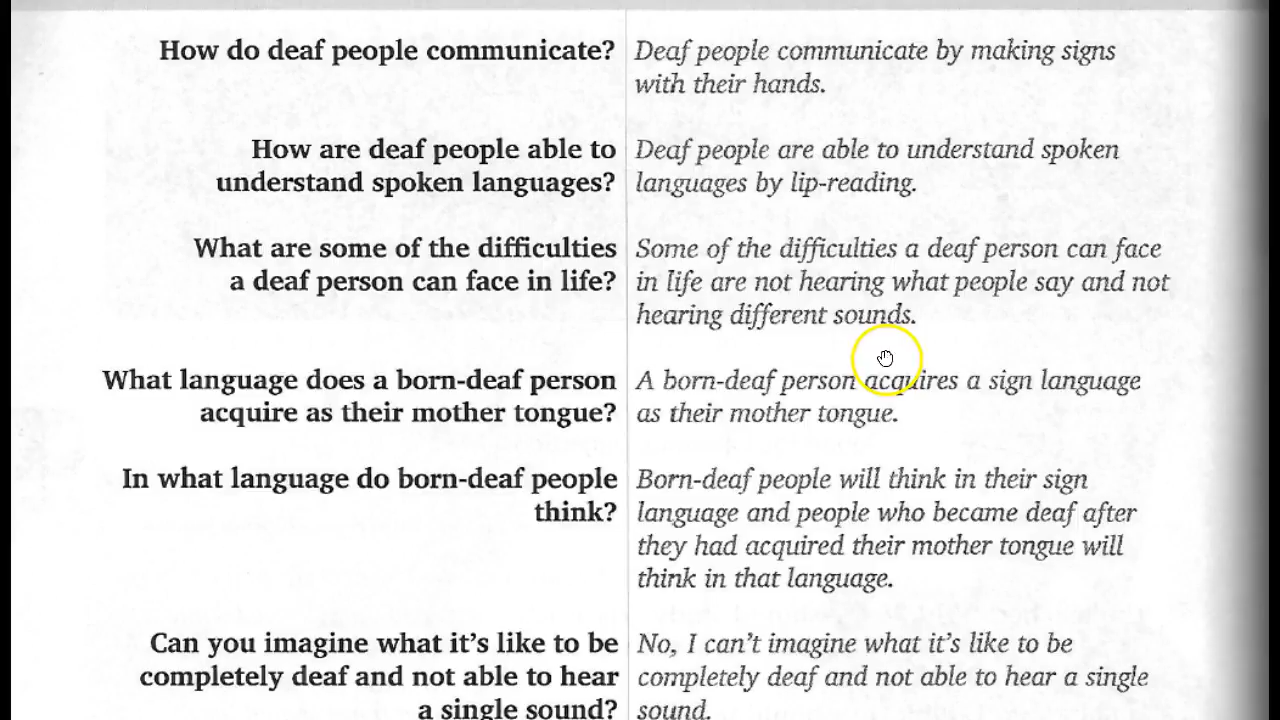 How do deaf people communicate?
Deaf people communicate by making signs
with their hands.
How are deaf people able to
understand spoken languages?
Deaf people are able to understand spoken
languages by lip-reading.
What are some of the difficulties
a deaf person can face in life?
Some of the difficulties a deaf person can face
in life are not hearing what people say and not
hearing different sounds.
What language does a born-deaf person
acquire as their mother tongue?
A born-deaf person acquires a sign language
as their mother tongue.
In what language do born-deaf people
think?
Born-deaf people will think in their sign
language and people who became deaf after
they had acquired their mother tongue will
think in that language.
Can you imagine what it's like to be
completely deaf and not able to hear
a single sound?
No, I can't imagine what it's like to be
completely deaf and not able to hear a single
sound.